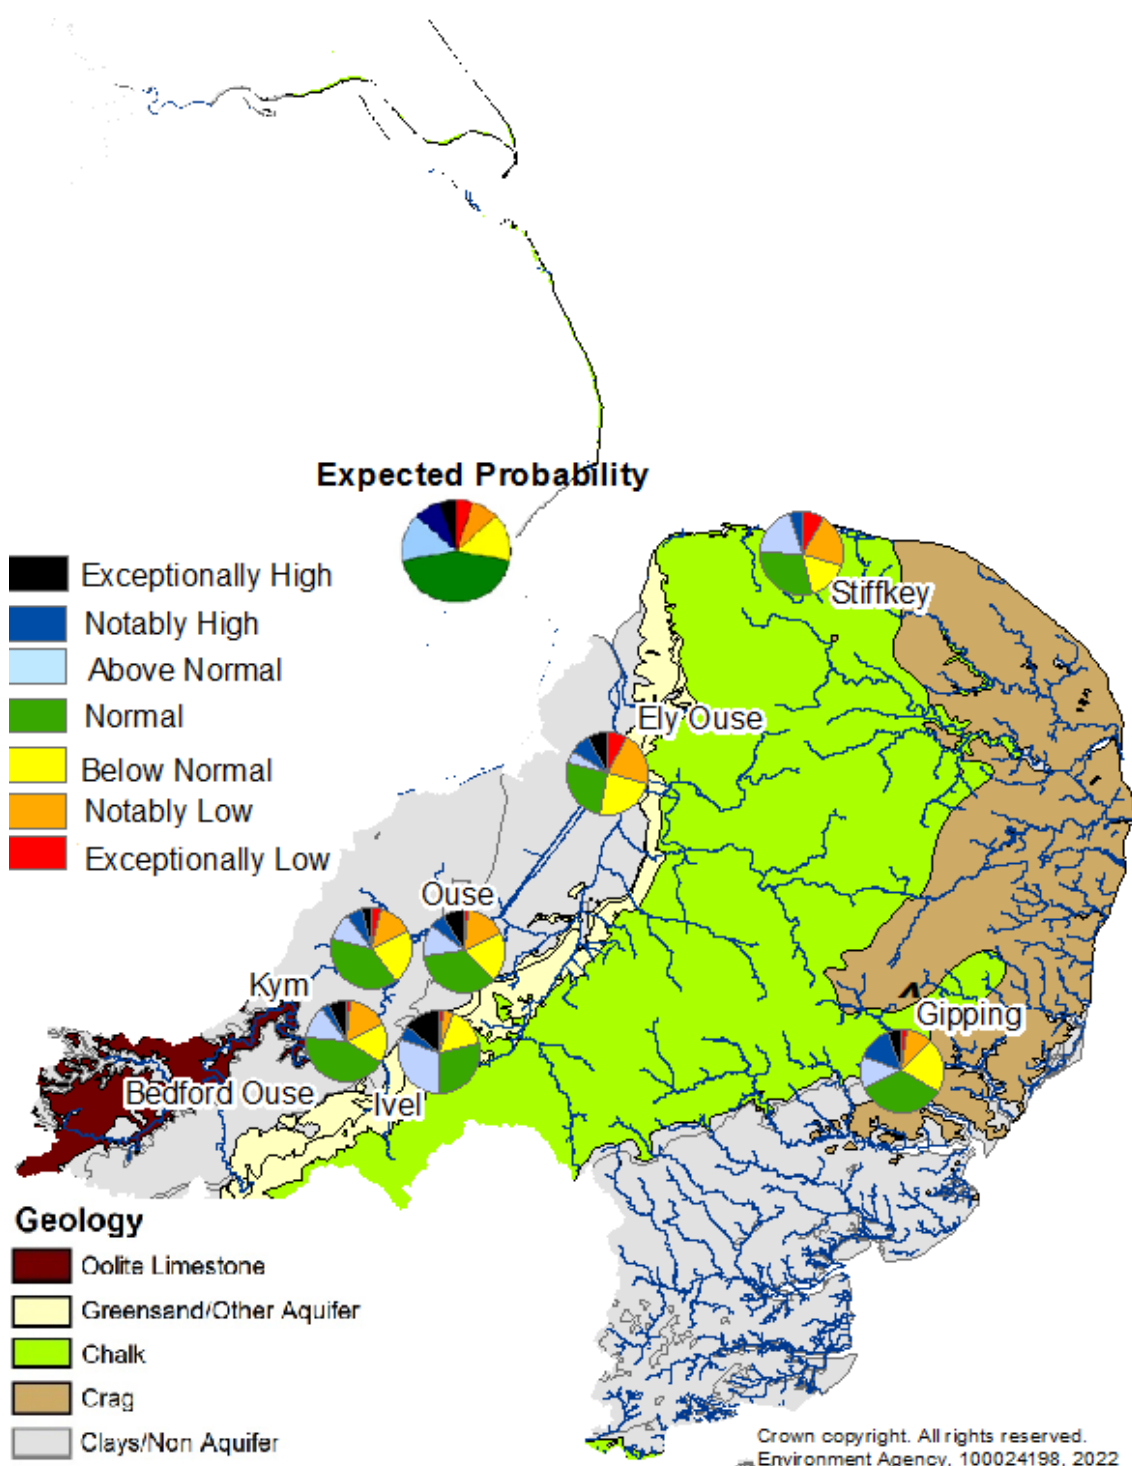 Expected Probability
Exceptionally High
Notably High
Above Normal
Normal
Below Normal
Notably Low
Exceptionally Low
Stiffkey
Ely Ouse
Ouse
Kym
Gipping
Bedford Ouse
Ivel
Geology
Oolite Limestone
Greensand/Other Aquifer
Chalk
Crag
Clays/Non Aquifer
Crown copyright. All rights reserved.
Environment Agency, 100024198, 2022